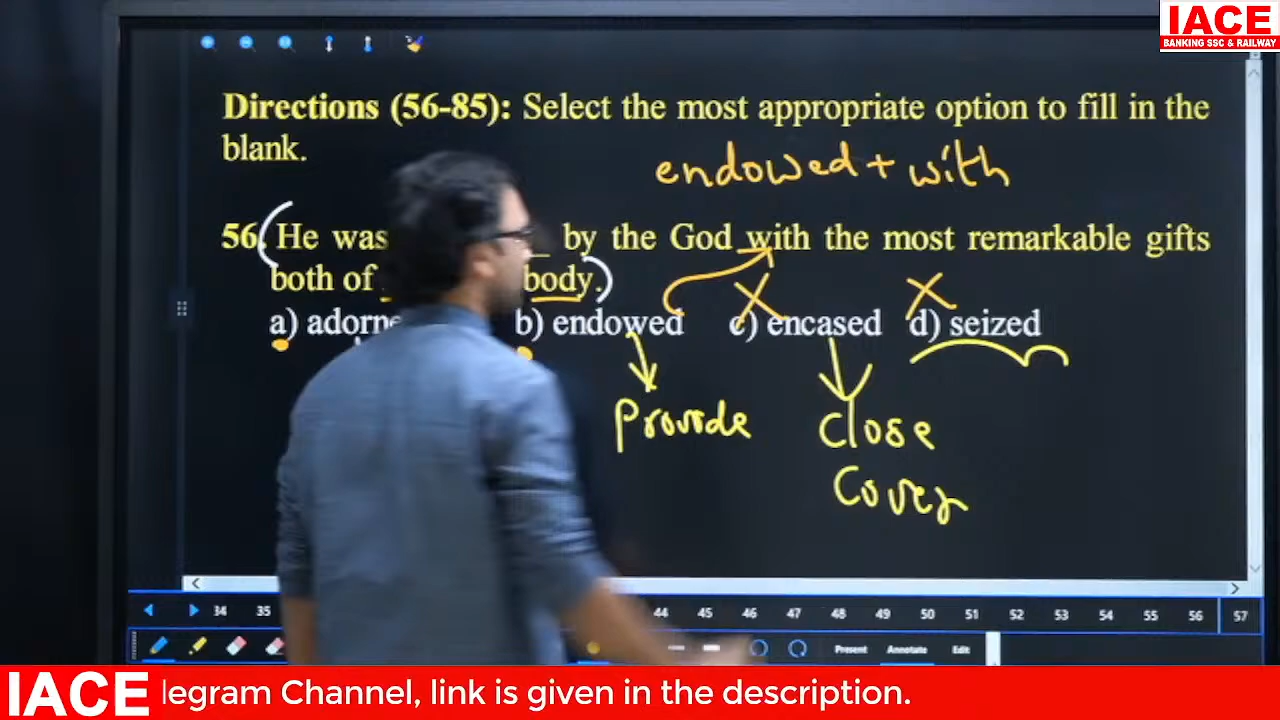 IACE
BANKING SSC & RAILWAY
Directions (56-85): Select the most appropriate option to fill in the
blank.
endowed + with
56. He was by the God with the most remarkable gifts
both of body.
a) adorne b) endowed c) encased d) seized
Provide close
Cover
34 35 44 45 46 47 48 49 50 51 52 53 54 55 56 57
Present Annotate Edit
IACE legram Channel, link is given in the description.